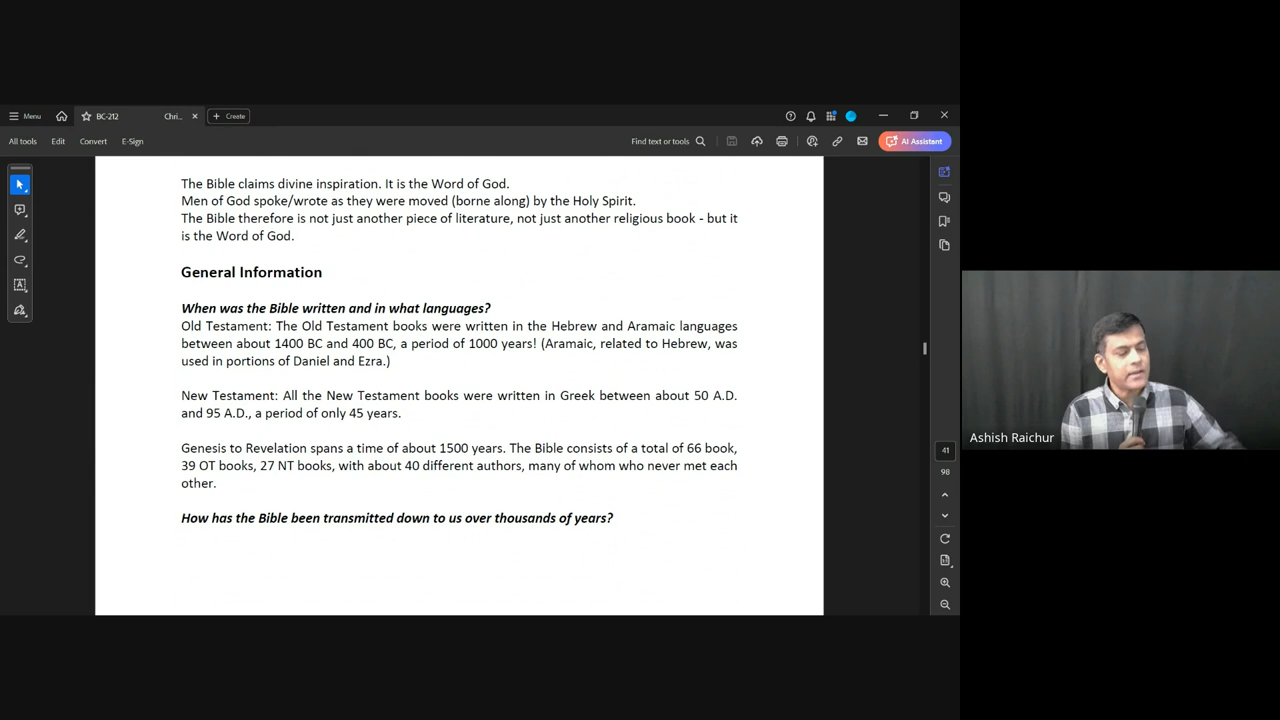 Menu
BC-212
Chri...
Create
All tools
Edit
Convert
E-Sign
Find text or tools
AI Assistant
The Bible claims divine inspiration. It is the Word of God.
Men of God spoke/wrote as they were moved (borne along) by the Holy Spirit.
The Bible therefore is not just another piece of literature, not just another religious book - but it
is the Word of God.
General Information
When was the Bible written and in what languages?
Old Testament: The Old Testament books were written in the Hebrew and Aramaic languages
between about 1400 BC and 400 BC, a period of 1000 years! (Aramaic, related to Hebrew, was
used in portions of Daniel and Ezra.)
New Testament: All the New Testament books were written in Greek between about 50 A.D.
and 95 A.D., a period of only 45 years.
Genesis to Revelation spans a time of about 1500 years. The Bible consists of a total of 66 book,
39 OT books, 27 NT books, with about 40 different authors, many of whom who never met each
other.
How has the Bible been transmitted down to us over thousands of years?
41
98
Ashish Raichur